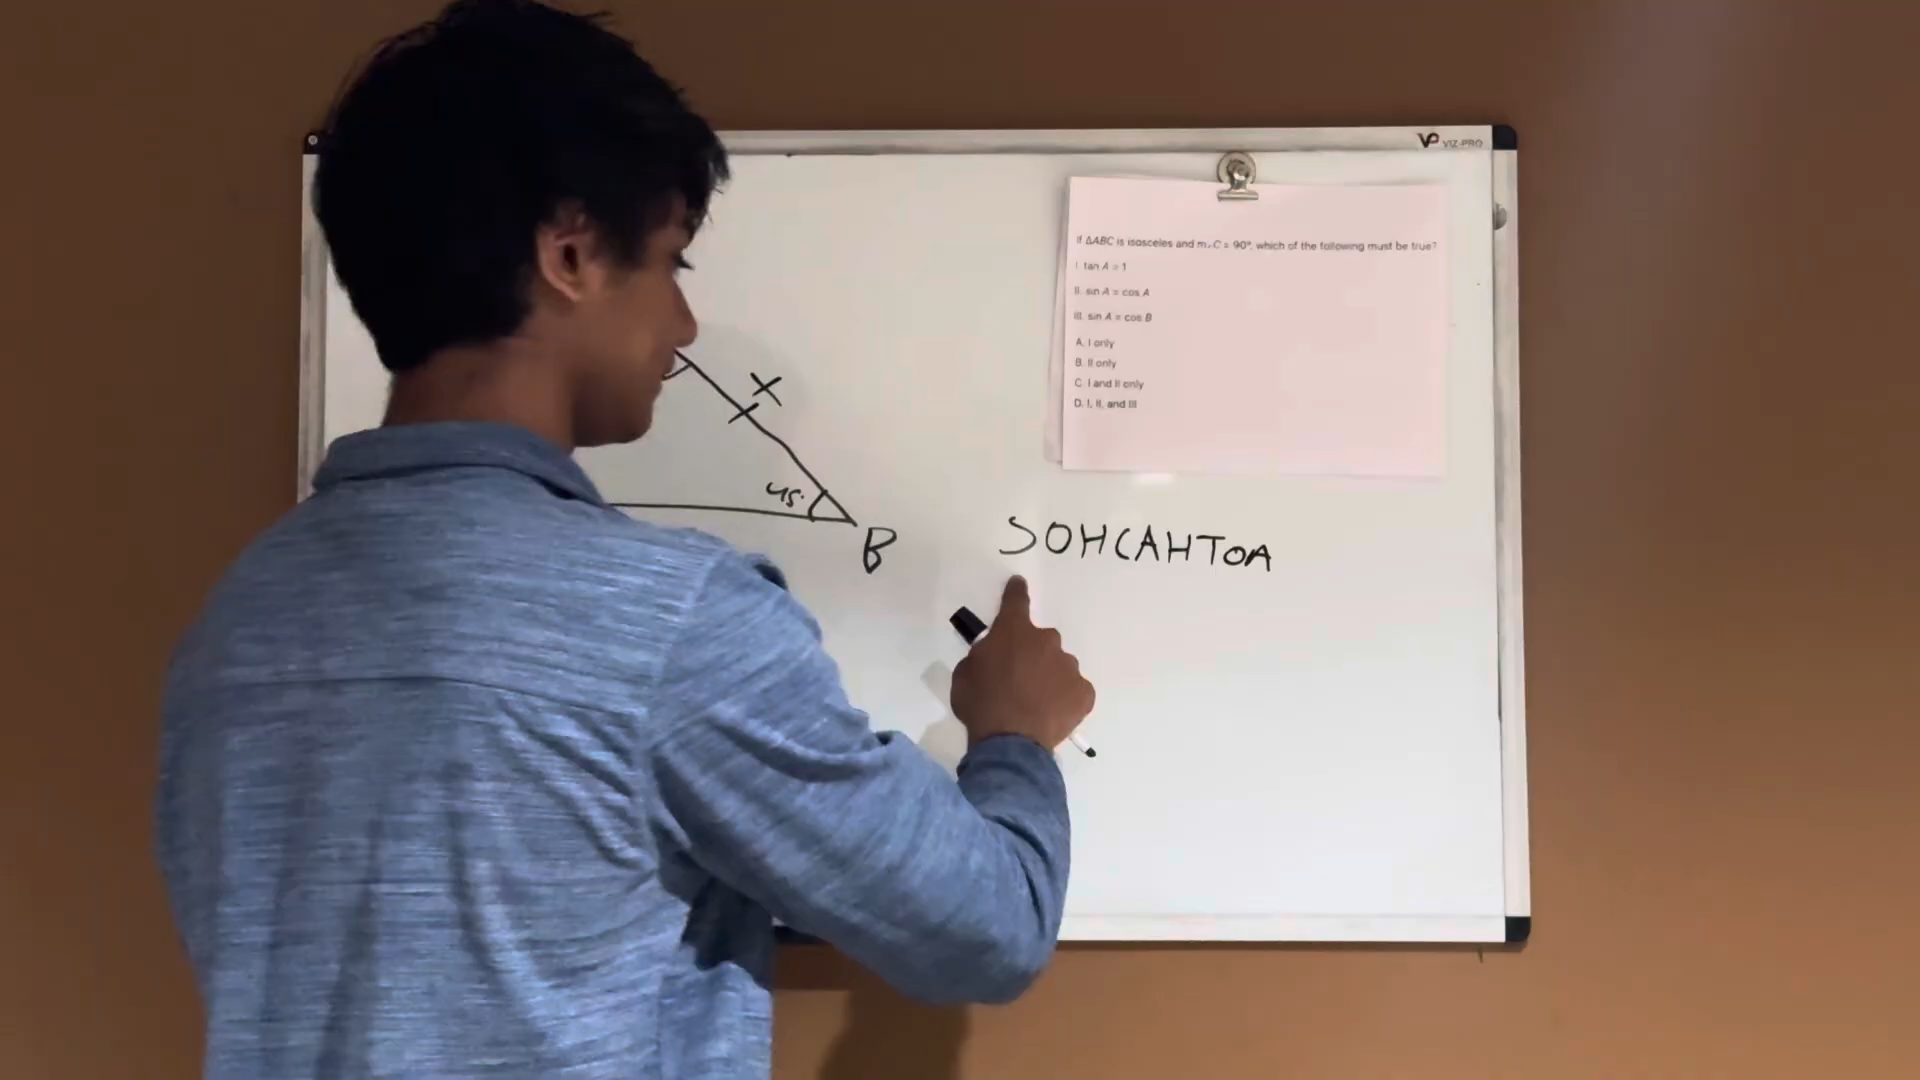 VP VIZ-PRO
If ΔABC is isosceles and m∠C = 90°, which of the following must be true?
I. tan A = 1
II. sin A = cos A
III. sin A = cos B
A. I only
B. II only
C. I and II only
D. I, II, and III
X
45°
B
SOHCAHTOA